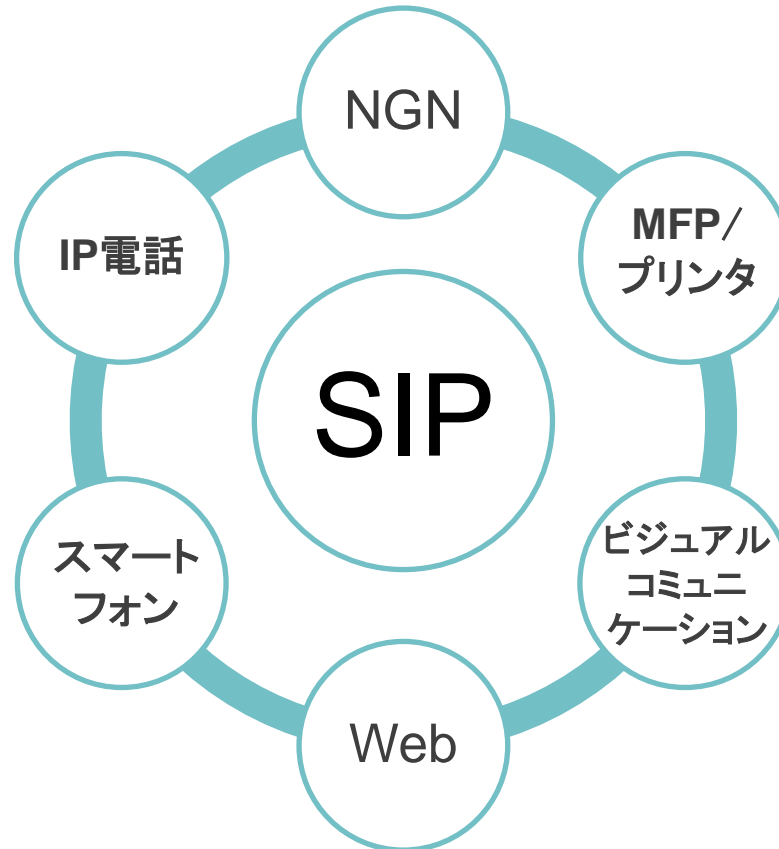 NGN
MFP/
プリンタ
IP電話
SIP
スマート
フォン
ビジュアル
コミュニ
ケーション
Web